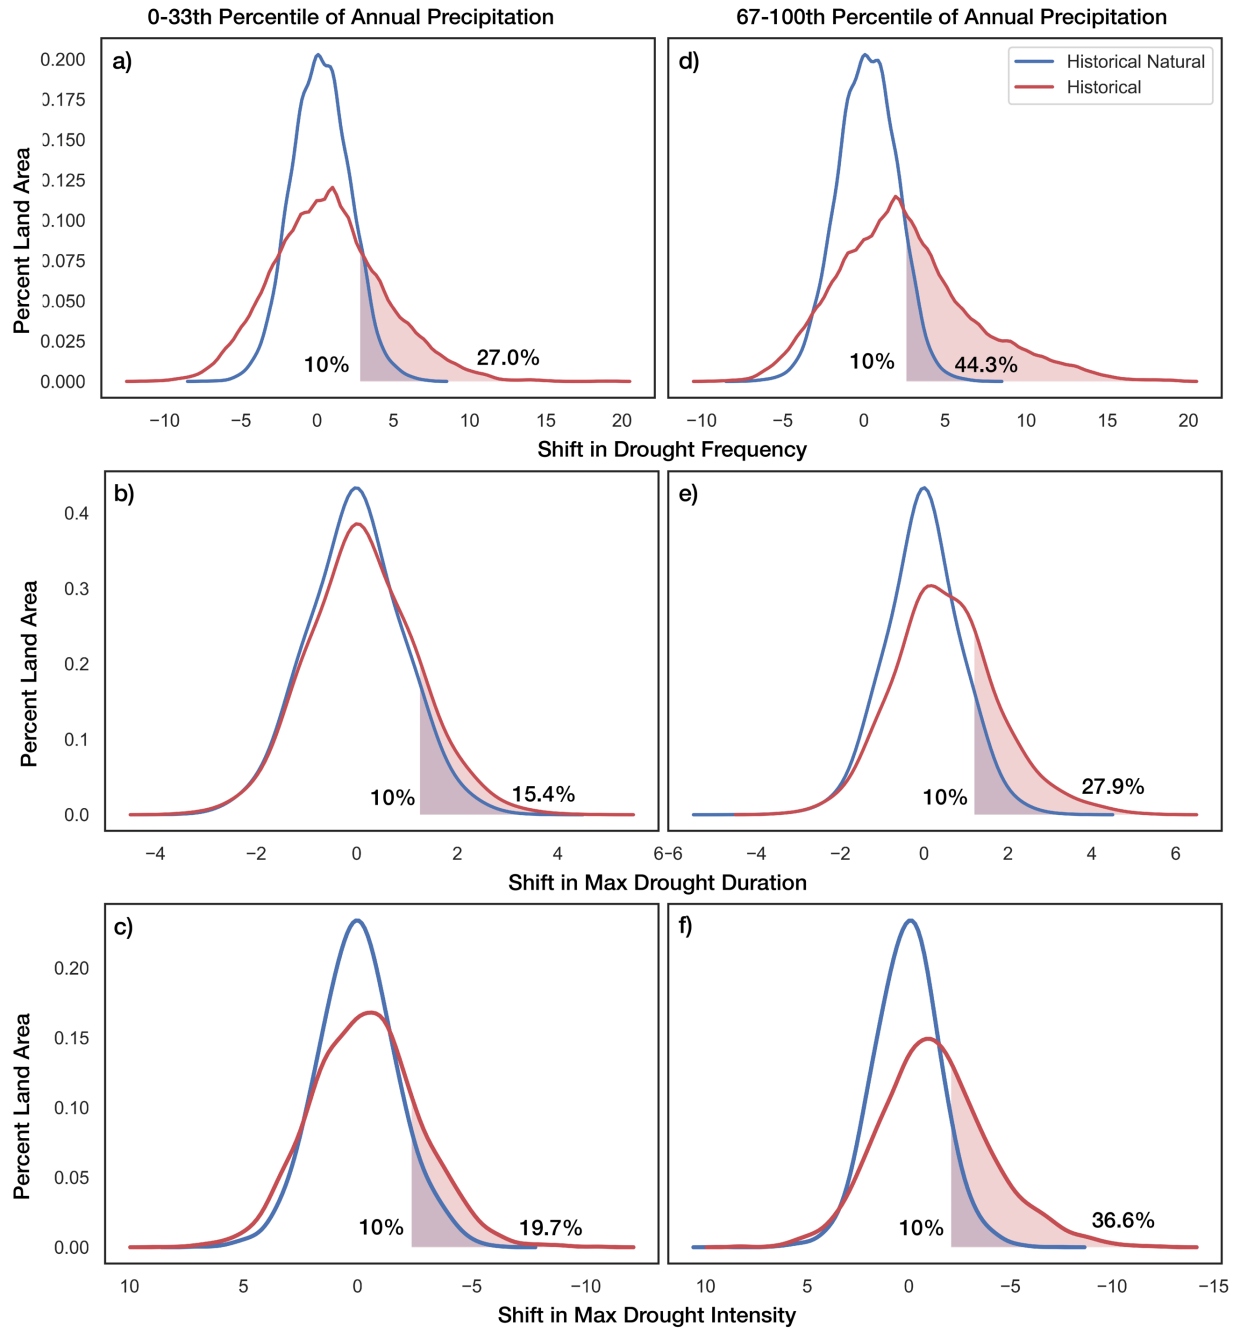 0-33th Percentile of Annual Precipitation
67-100th Percentile of Annual Precipitation
a)
0.200
0.175
0.150
0.125
0.100
0.075
0.050
0.025
0.000
Percent Land Area
10%
27.0%
−10 −5 0 5 10 15 20
d)
Historical Natural
Historical
10%
44.3%
−10 −5 0 5 10 15 20
Shift in Drought Frequency
b)
0.4
0.3
0.2
0.1
0.0
Percent Land Area
10%
15.4%
−4 −2 0 2 4 6
e)
10%
27.9%
−6 −4 −2 0 2 4 6
Shift in Max Drought Duration
c)
0.20
0.15
0.10
0.05
0.00
Percent Land Area
10%
19.7%
10 5 0 −5 −10
f)
10%
36.6%
10 5 0 −5 −10 −15
Shift in Max Drought Intensity